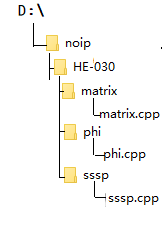 D:\
noip
HE-030
matrix
matrix.cpp
phi
phi.cpp
sssp
sssp.cpp